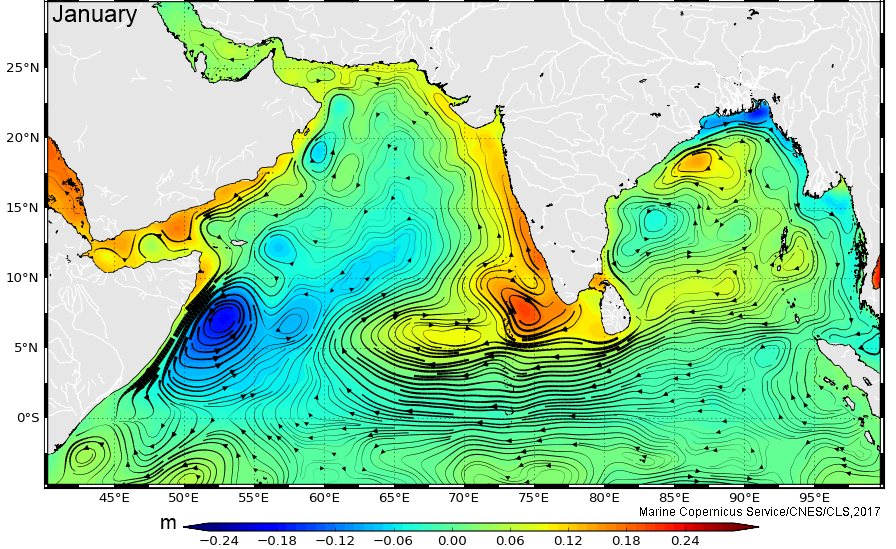 January
25°N
20°N
15°N
10°N
5°N
0°S
45°E 50°E 55°E 60°E 65°E 70°E 75°E 80°E 85°E 90°E 95°E
Marine Copernicus Service/CNES/CLS,2017
m
−0.24 −0.18 −0.12 −0.06 0.00 0.06 0.12 0.18 0.24